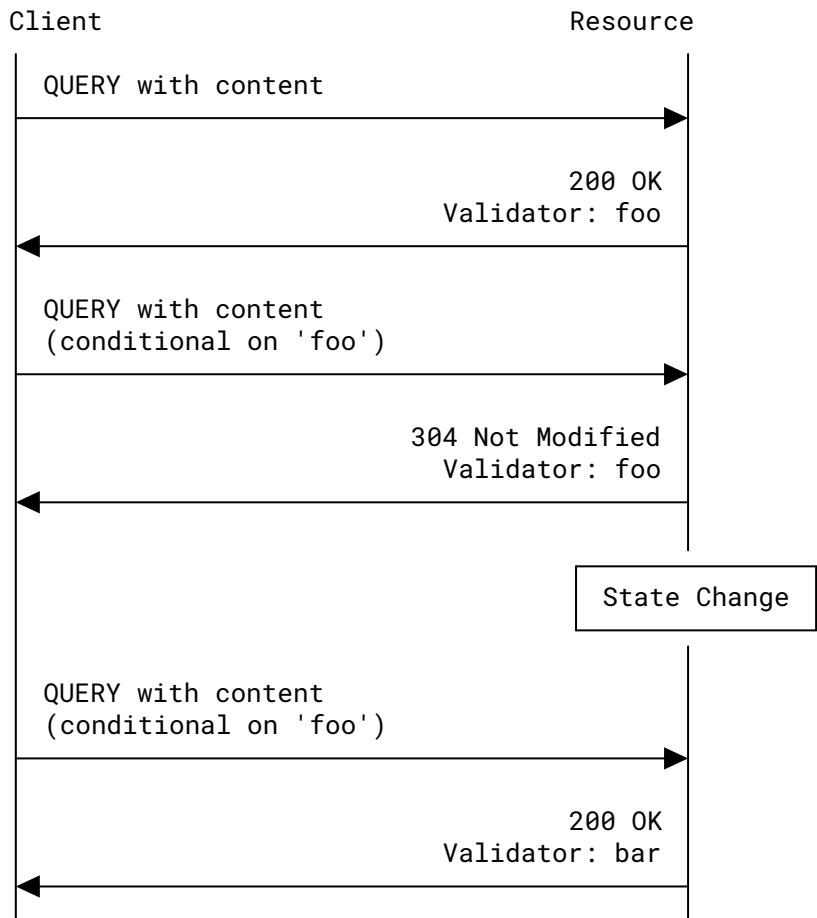 Client
Resource
QUERY with content
200 OK
Validator: foo
QUERY with content
(conditional on 'foo')
304 Not Modified
Validator: foo
State Change
QUERY with content
(conditional on 'foo')
200 OK
Validator: bar